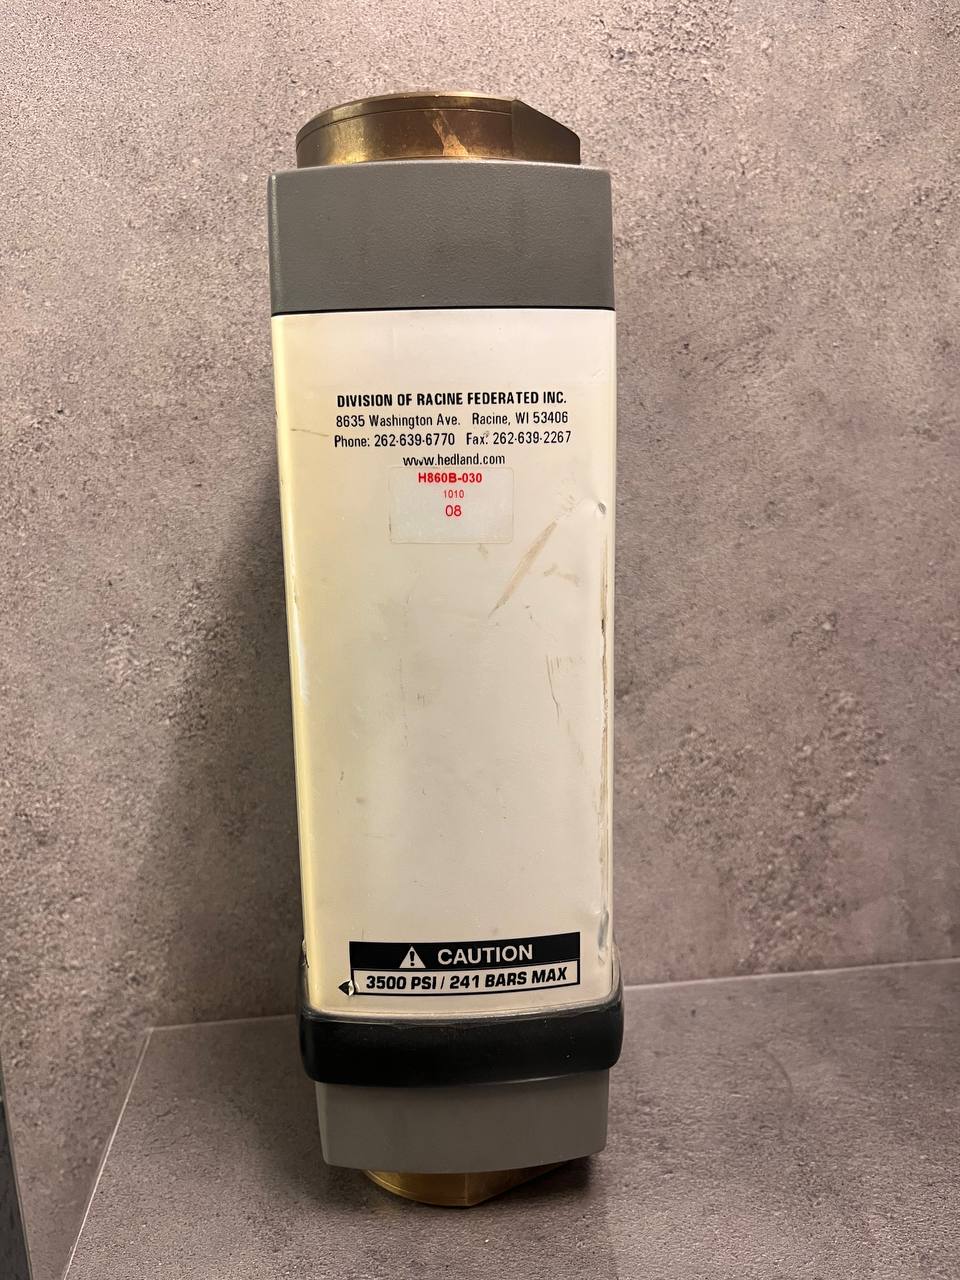 DIVISION OF RACINE FEDERATED INC.
8635 Washington Ave. Racine, WI 53406
Phone: 262-639-6770 Fax: 262-639-2267
www.hedland.com
H860B-030
1010
08
CAUTION
3500 PSI / 241 BARS MAX